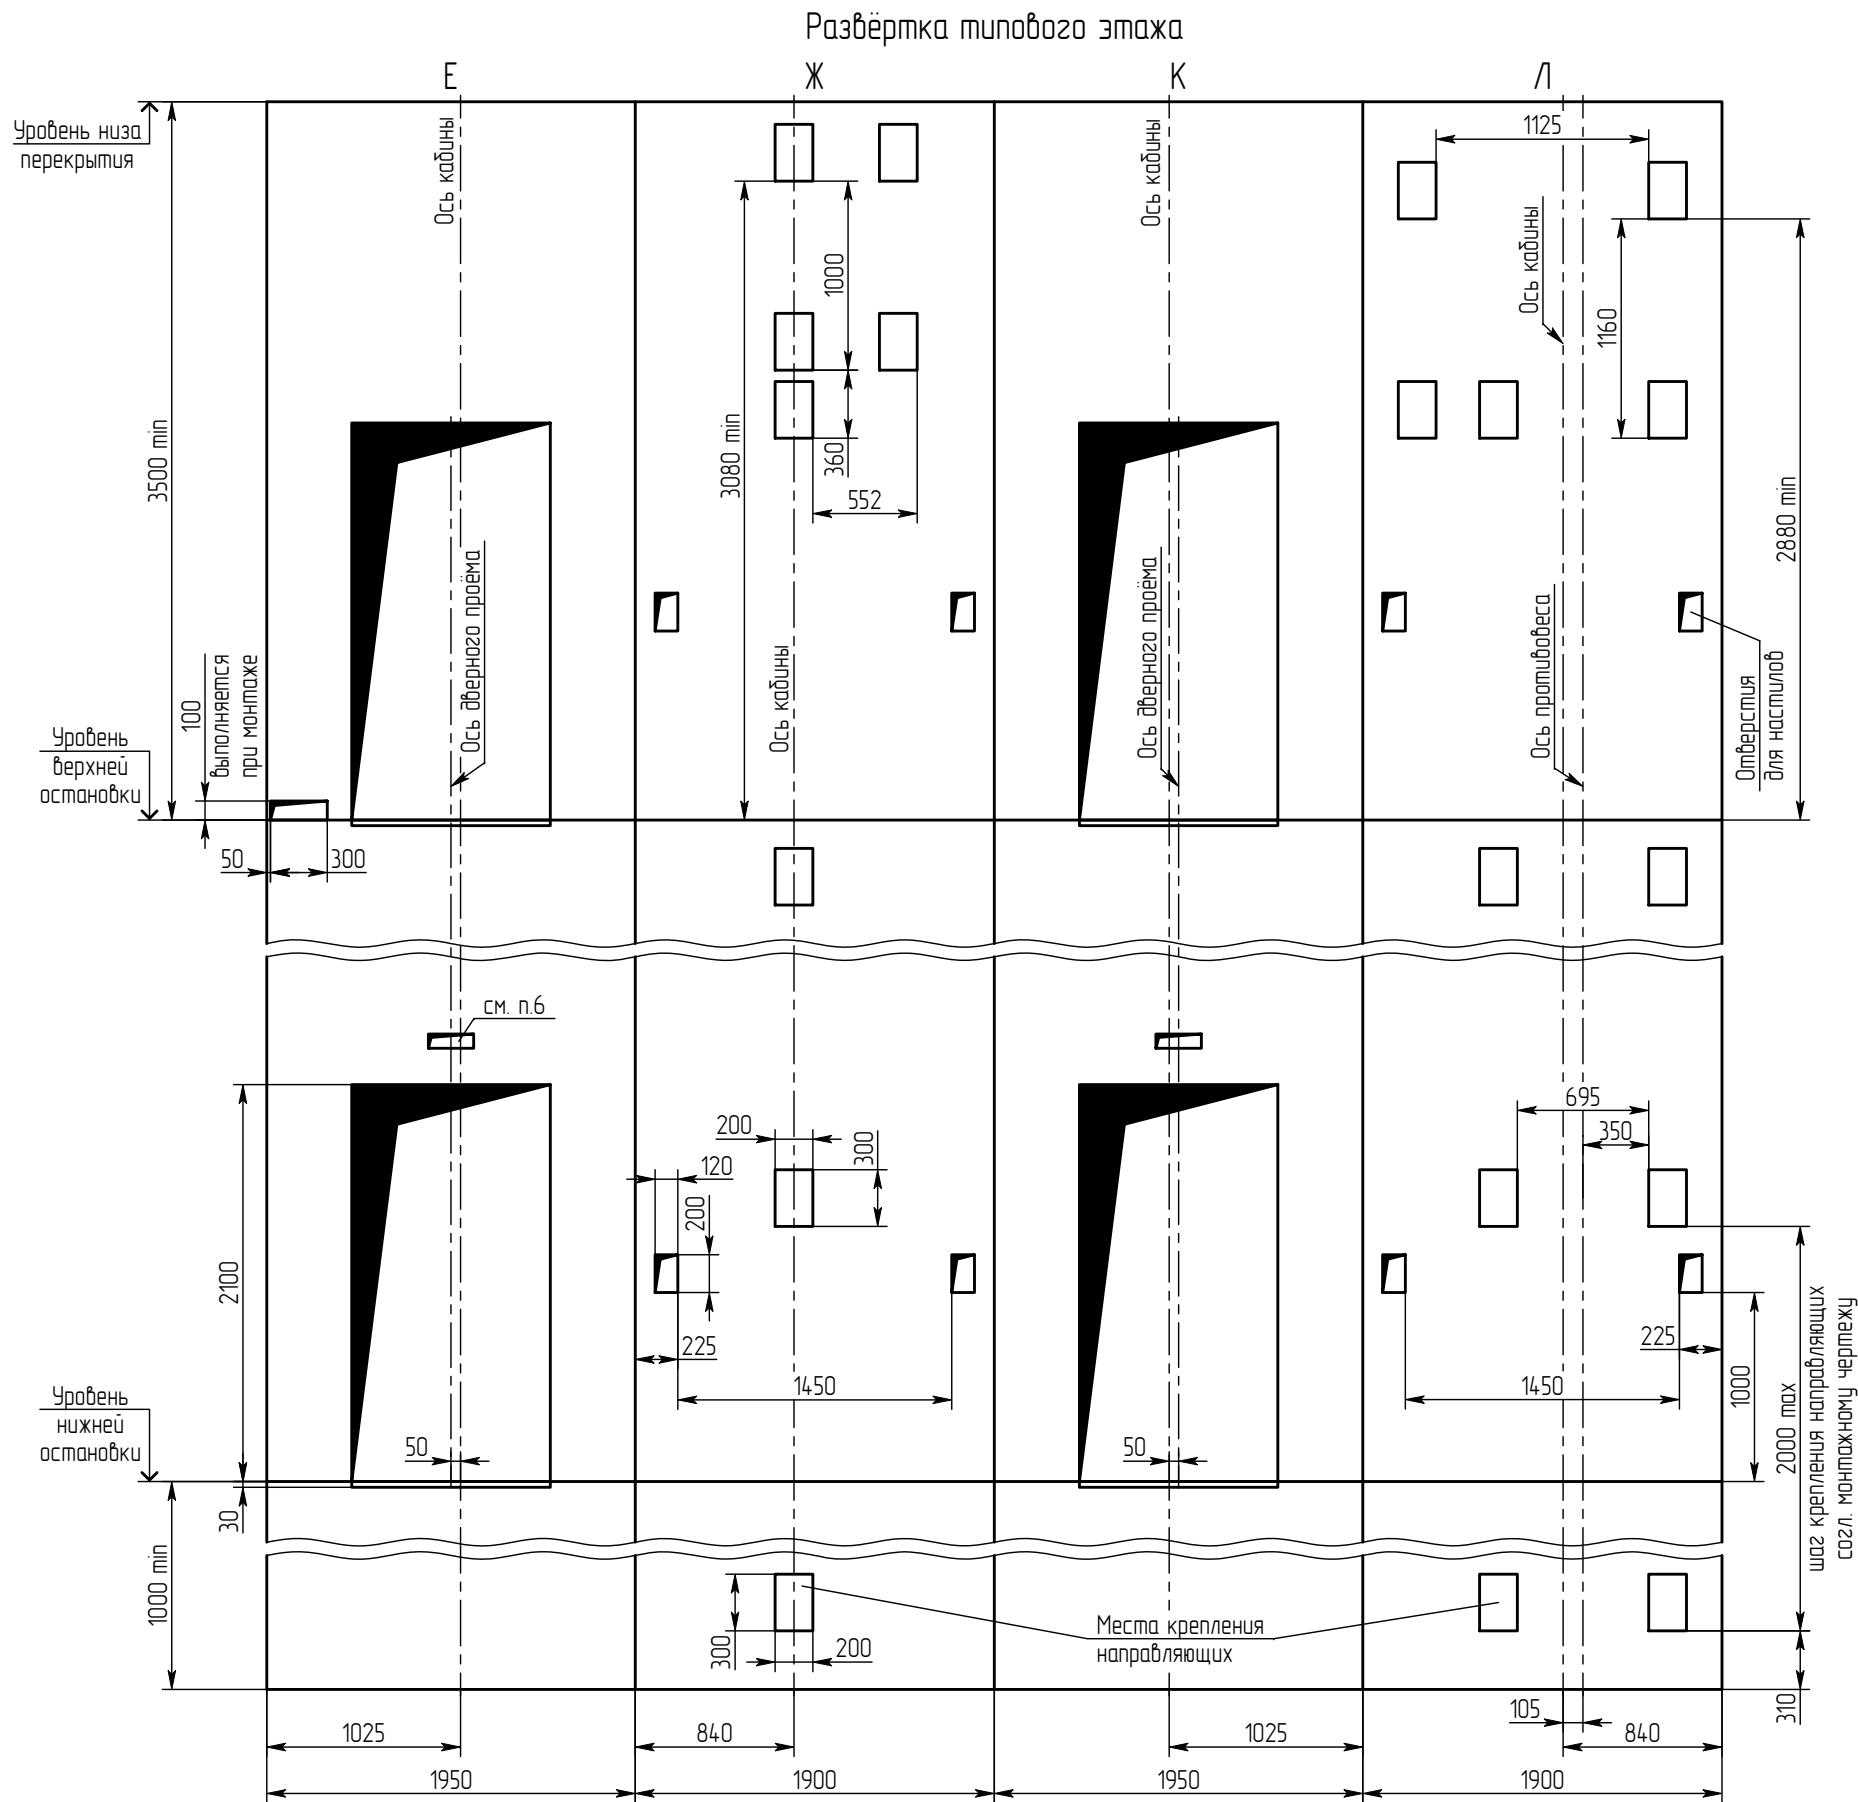 Развёртка типового этажа
Е
Ж
К
Л
Уровень низа
перекрытия
Ось кабины
Ось кабины
1125
3500 min
3080 min
1000
360
552
Ось кабины
1160
2880 min
Ось дверного проёма
Ось кабины
Ось дверного проёма
Ось противовеса
Отверстия
для настилов
Уровень
верхней
остановки
100
выполняется
при монтаже
50
300
см. п.6
2100
200
300
120
200
225
1450
695
350
225
1450
1000
2000 max
шаг крепления направляющих
согл. монтажному чертежу
Уровень
нижней
остановки
50
50
30
1000 min
300
200
Места крепления
направляющих
310
105
1025
840
1025
840
1950
1900
1950
1900